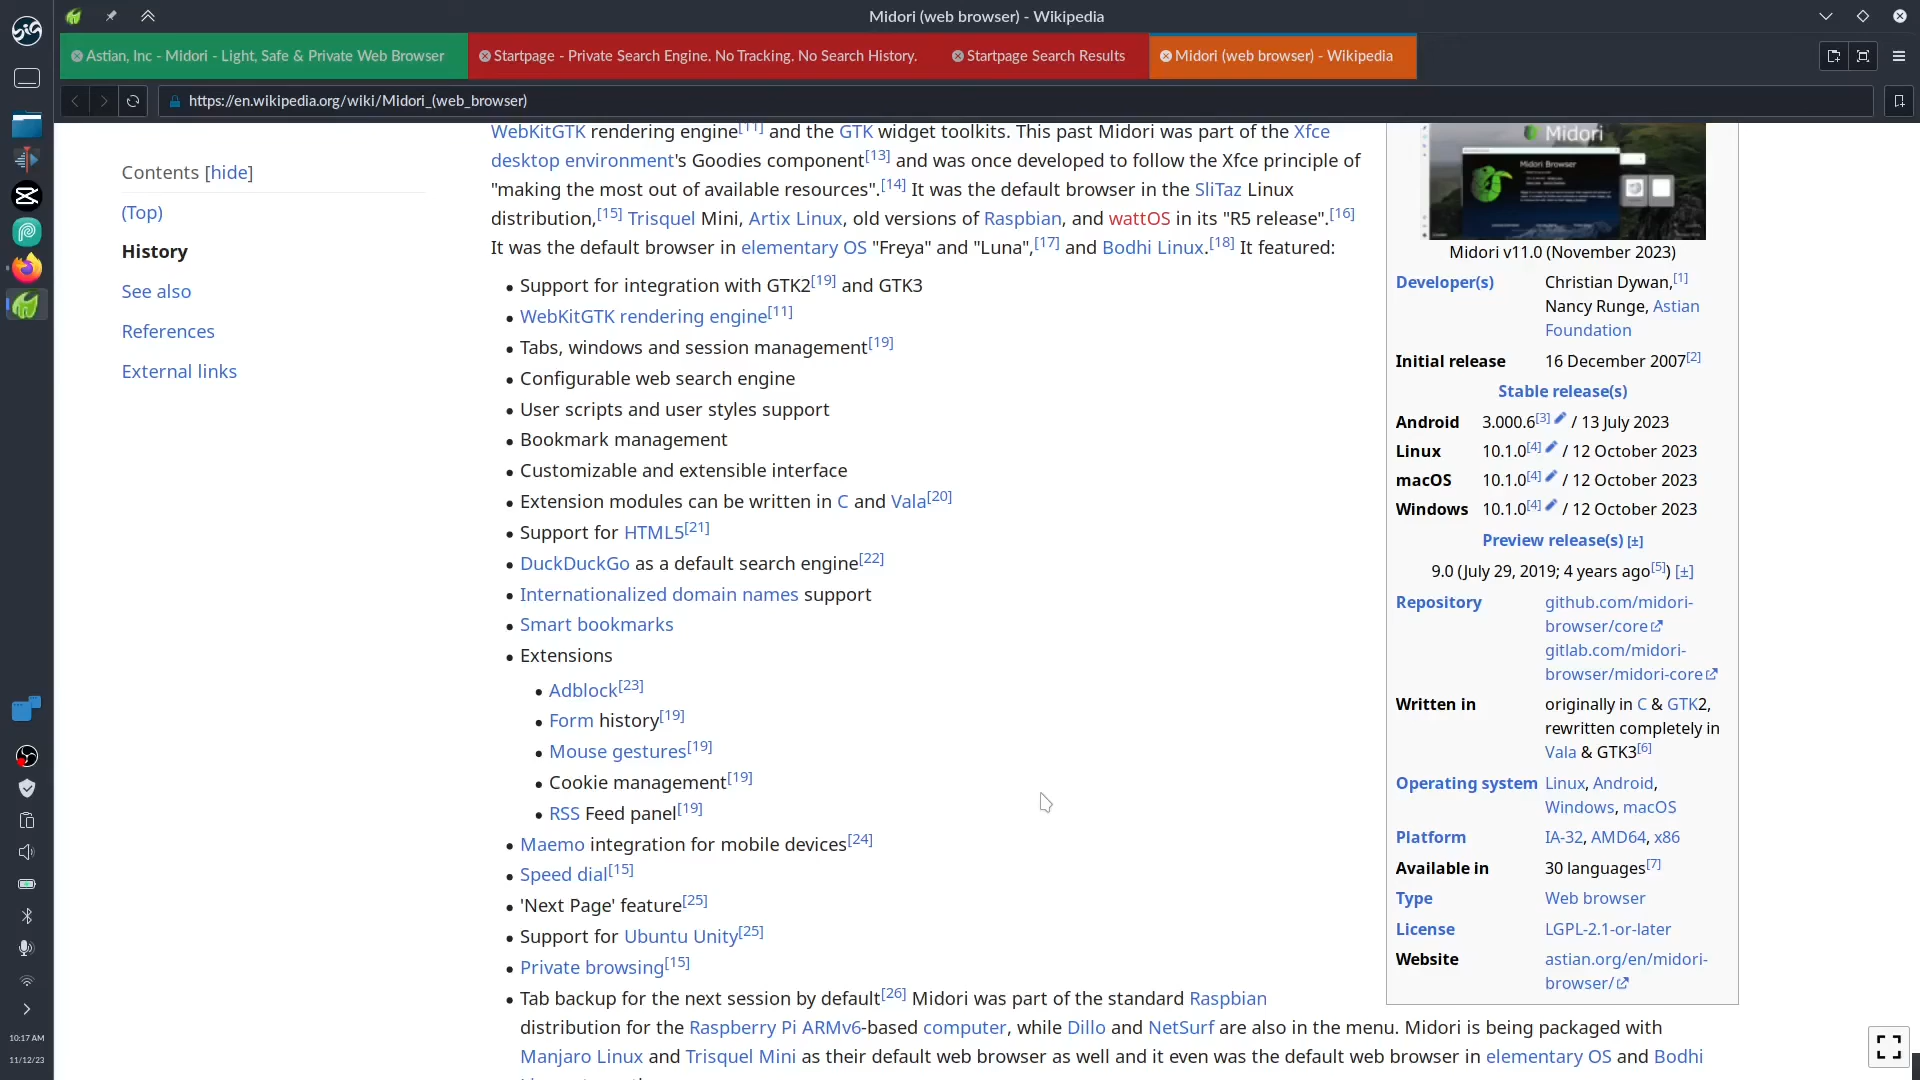 Midori (web browser) - Wikipedia
Astian, Inc - Midori - Light, Safe & Private Web Browser
Startpage - Private Search Engine. No Tracking. No Search History.
Startpage Search Results
Midori (web browser) - Wikipedia
https://en.wikipedia.org/wiki/Midori_(web_browser)
Contents [hide]
(Top)
History
See also
References
External links
WebKitGTK rendering engine[11] and the GTK widget toolkits. This past Midori was part of the Xfce
desktop environment's Goodies component[13] and was once developed to follow the Xfce principle of
"making the most out of available resources".[14] It was the default browser in the SliTaz Linux
distribution,[15] Trisquel Mini, Artix Linux, old versions of Raspbian, and wattOS in its "R5 release".[16]
It was the default browser in elementary OS "Freya" and "Luna",[17] and Bodhi Linux.[18] It featured:
• Support for integration with GTK2[19] and GTK3
• WebKitGTK rendering engine[11]
• Tabs, windows and session management[19]
• Configurable web search engine
• User scripts and user styles support
• Bookmark management
• Customizable and extensible interface
• Extension modules can be written in C and Vala[20]
• Support for HTML5[21]
• DuckDuckGo as a default search engine[22]
• Internationalized domain names support
• Smart bookmarks
• Extensions
• Adblock[23]
• Form history[19]
• Mouse gestures[19]
• Cookie management[19]
• RSS Feed panel[19]
• Maemo integration for mobile devices[24]
• Speed dial[15]
• 'Next Page' feature[25]
• Support for Ubuntu Unity[25]
• Private browsing[15]
• Tab backup for the next session by default[26] Midori was part of the standard Raspbian
distribution for the Raspberry Pi ARMv6-based computer, while Dillo and NetSurf are also in the menu. Midori is being packaged with
Manjaro Linux and Trisquel Mini as their default web browser as well and it even was the default web browser in elementary OS and Bodhi
Midori
Midori Browser
Midori v11.0 (November 2023)
Developer(s) Christian Dywan,[1]
Nancy Runge, Astian
Foundation
Initial release 16 December 2007[2]
Stable release(s)
Android 3.000.6[3] / 13 July 2023
Linux 10.1.0[4] / 12 October 2023
macOS 10.1.0[4] / 12 October 2023
Windows 10.1.0[4] / 12 October 2023
Preview release(s) [±]
9.0 (July 29, 2019; 4 years ago[5]) [±]
Repository github.com/midori-
browser/core
gitlab.com/midori-
browser/midori-core
Written in originally in C & GTK2,
rewritten completely in
Vala & GTK3[6]
Operating system Linux, Android,
Windows, macOS
Platform IA-32, AMD64, x86
Available in 30 languages[7]
Type Web browser
License LGPL-2.1-or-later
Website astian.org/en/midori-
browser/
10:17 AM
11/12/23